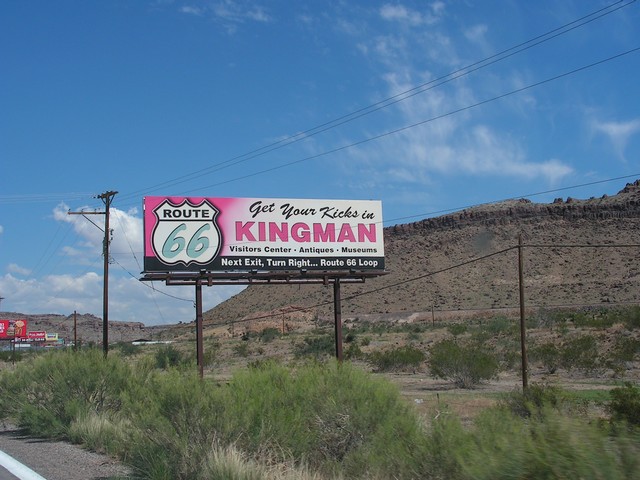 ROUTE
66
Get Your Kicks in
KINGMAN
Visitors Center · Antiques · Museums
Next Exit, Turn Right... Route 66 Loop